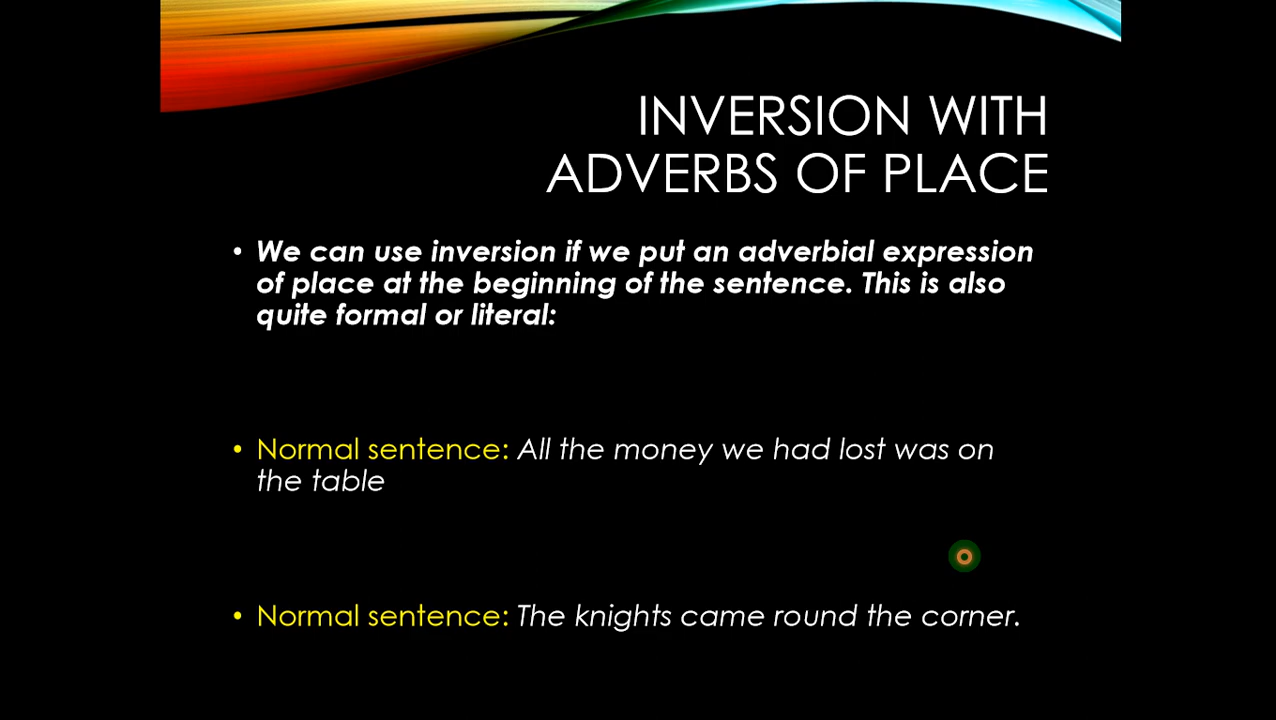 INVERSION WITH
ADVERBS OF PLACE
• We can use inversion if we put an adverbial expression
of place at the beginning of the sentence. This is also
quite formal or literal:
• Normal sentence: All the money we had lost was on
the table
• Normal sentence: The knights came round the corner.